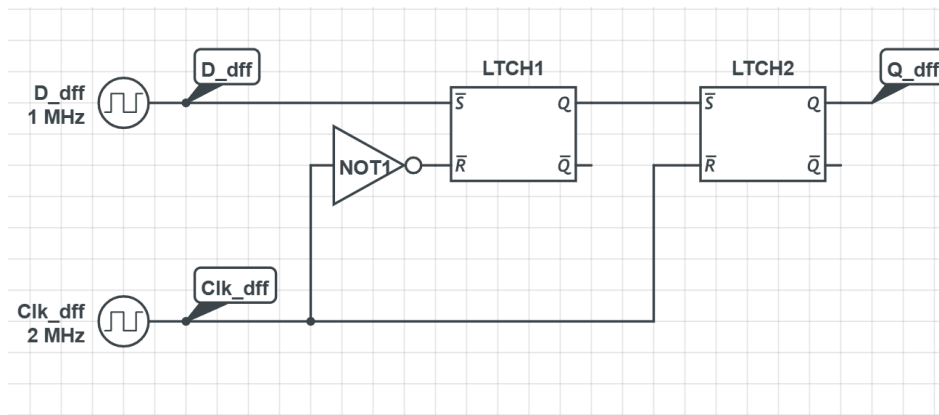 D_dff
1 MHz
D_dff
LTCH1
S̅
R̅
Q
Q̅
LTCH2
S̅
R̅
Q
Q̅
Q_dff
NOT1
Clk_dff
2 MHz
Clk_dff